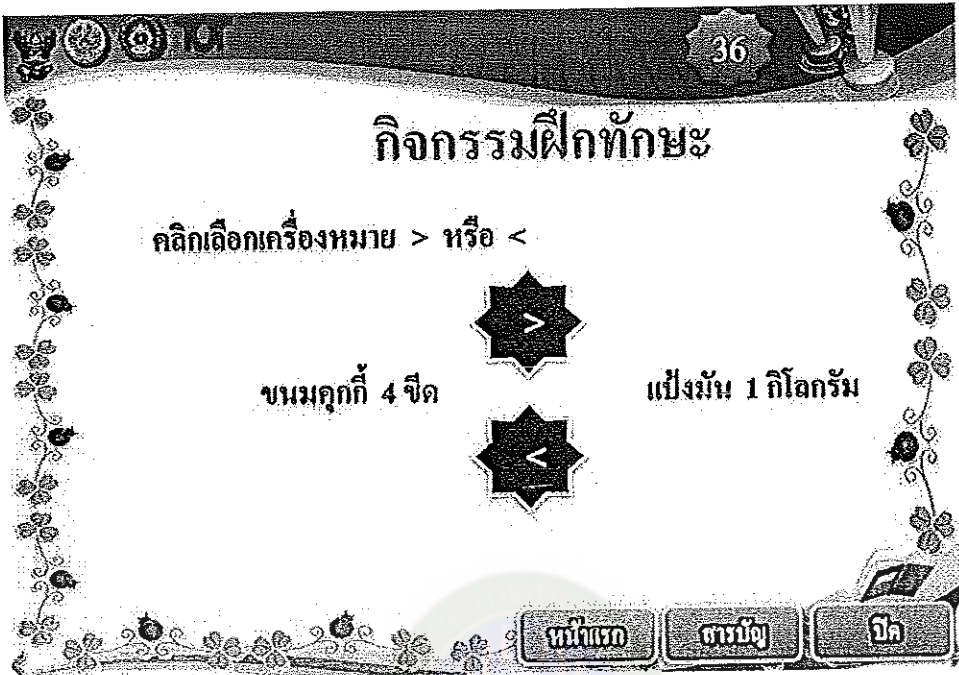 36
กิจกรรมฝึกทักษะ
คลิกเลือกเครื่องหมาย > หรือ <
>
ขนมคุกกี้ 4 ขีด
แป้งมัน 1 กิโลกรัม
<
หน้าแรก
สารบัญ
ปิด